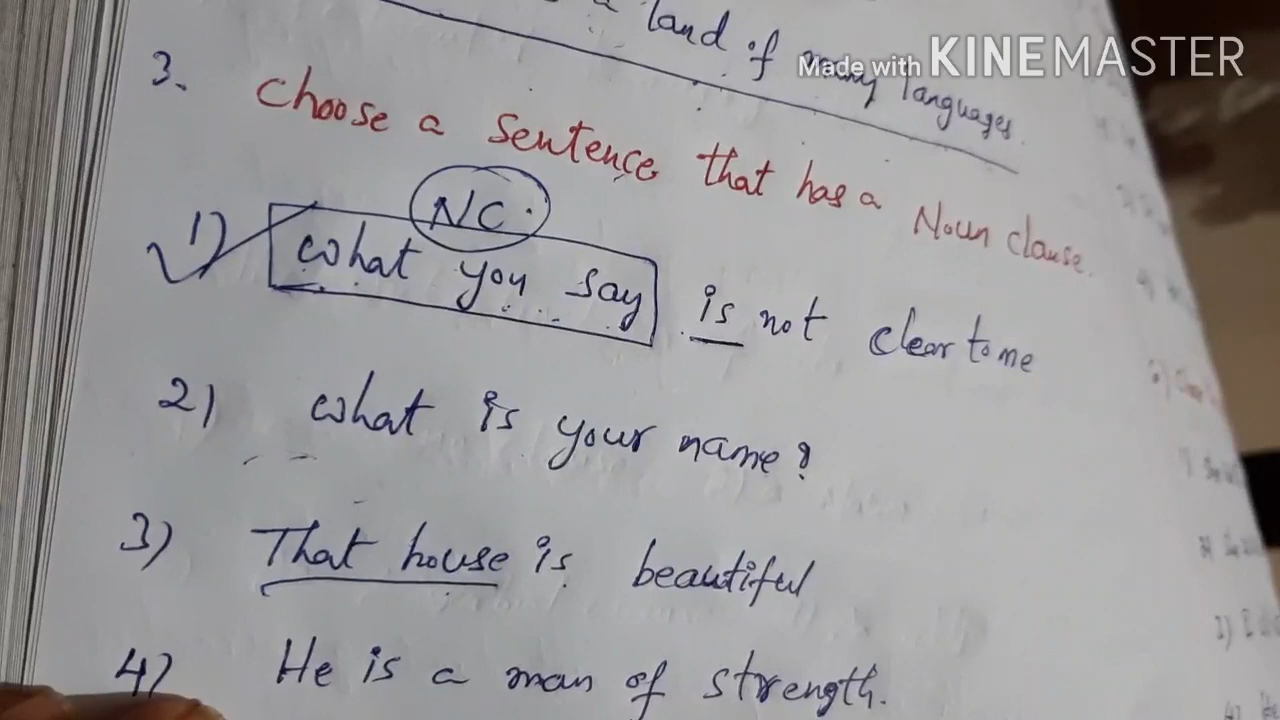 a land of many languages.
Made with KINEMASTER
3. Choose a sentence that has a Noun clause.
NC.
1) What you say is not clear to me
2) What is your name?
3) That house is beautiful
4) He is a man of strength.